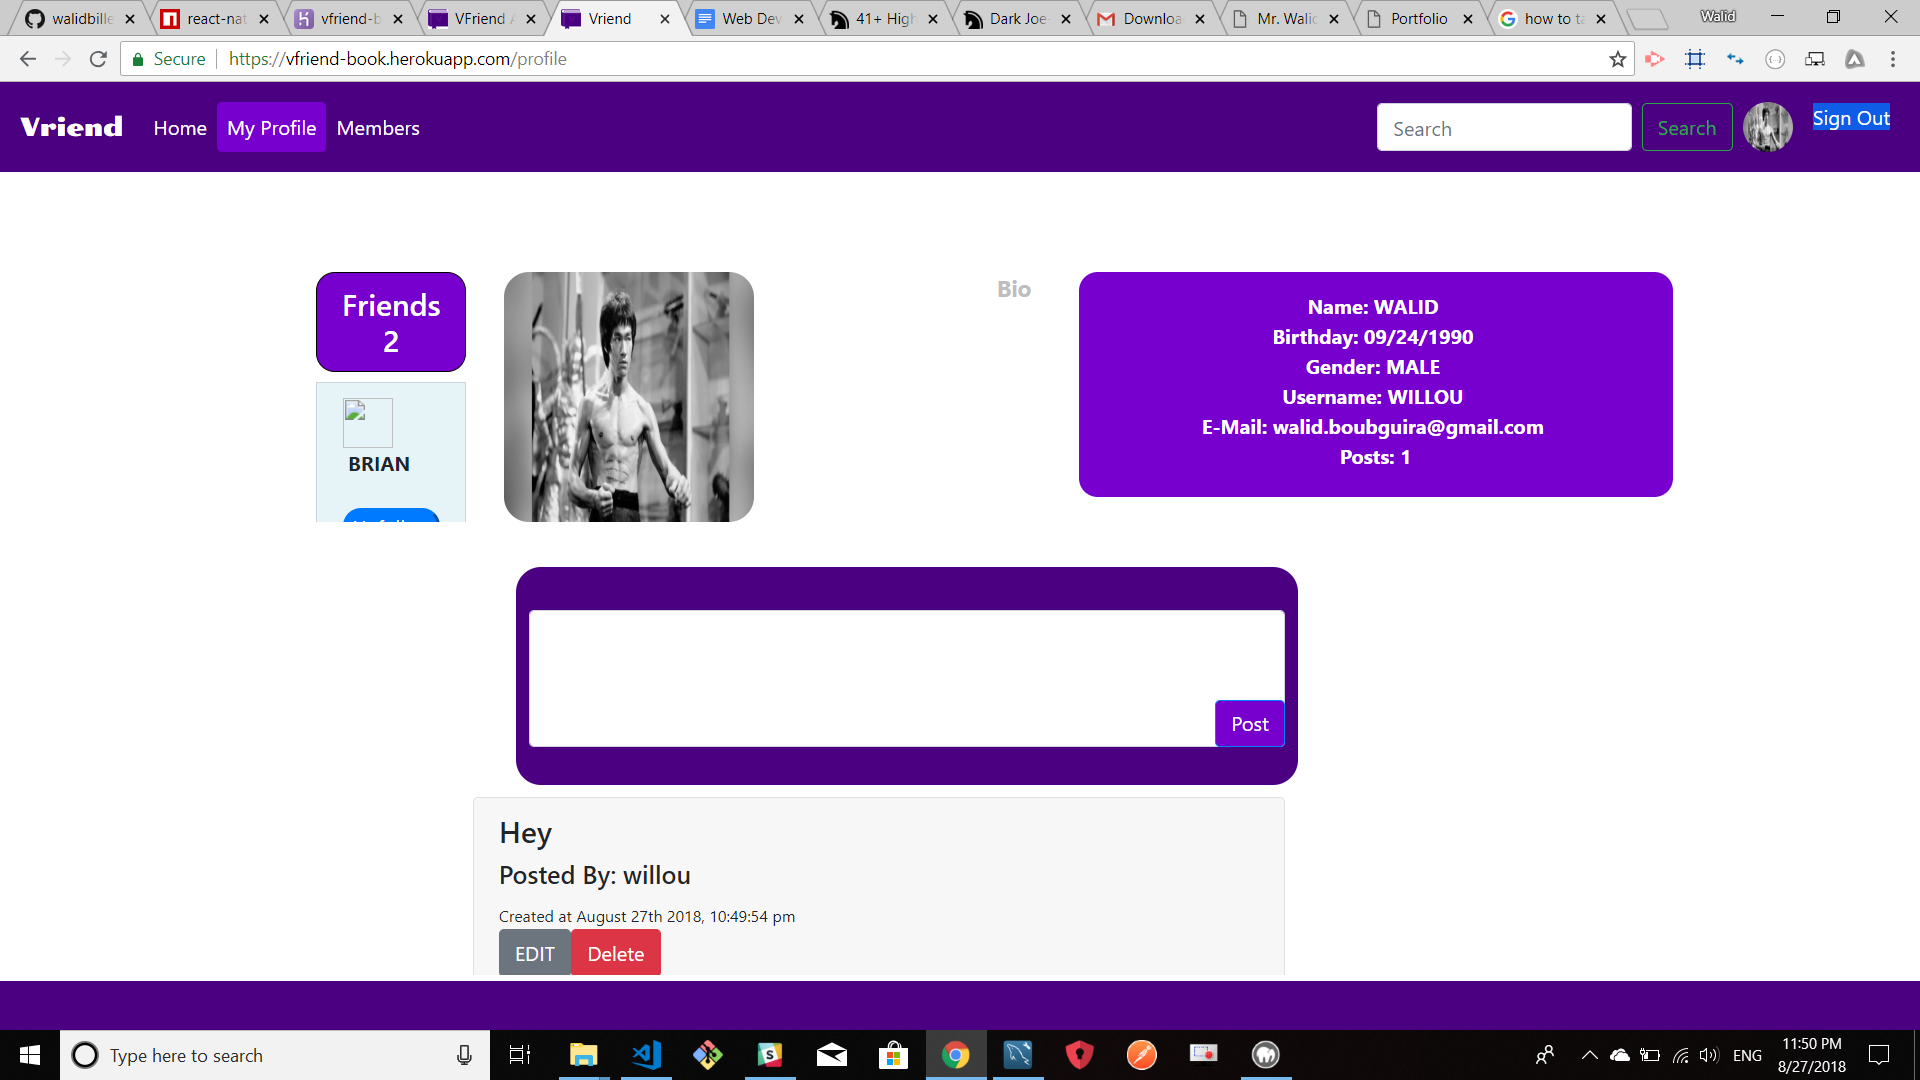 walidbille
react-nat
vfriend-b
VFriend A
Vriend
Web Dev
41+ High
Dark Joe
Downloa
Mr. Walid
Portfolio
how to ta
Walid
Secure
https://vfriend-book.herokuapp.com/profile
Vriend
Home
My Profile
Members
Search
Search
Sign Out
Friends
2
BRIAN
Bio
Name: WALID
Birthday: 09/24/1990
Gender: MALE
Username: WILLOU
E-Mail: walid.boubguira@gmail.com
Posts: 1
Post
Hey
Posted By: willou
Created at August 27th 2018, 10:49:54 pm
EDIT
Delete
Type here to search
ENG
11:50 PM
8/27/2018